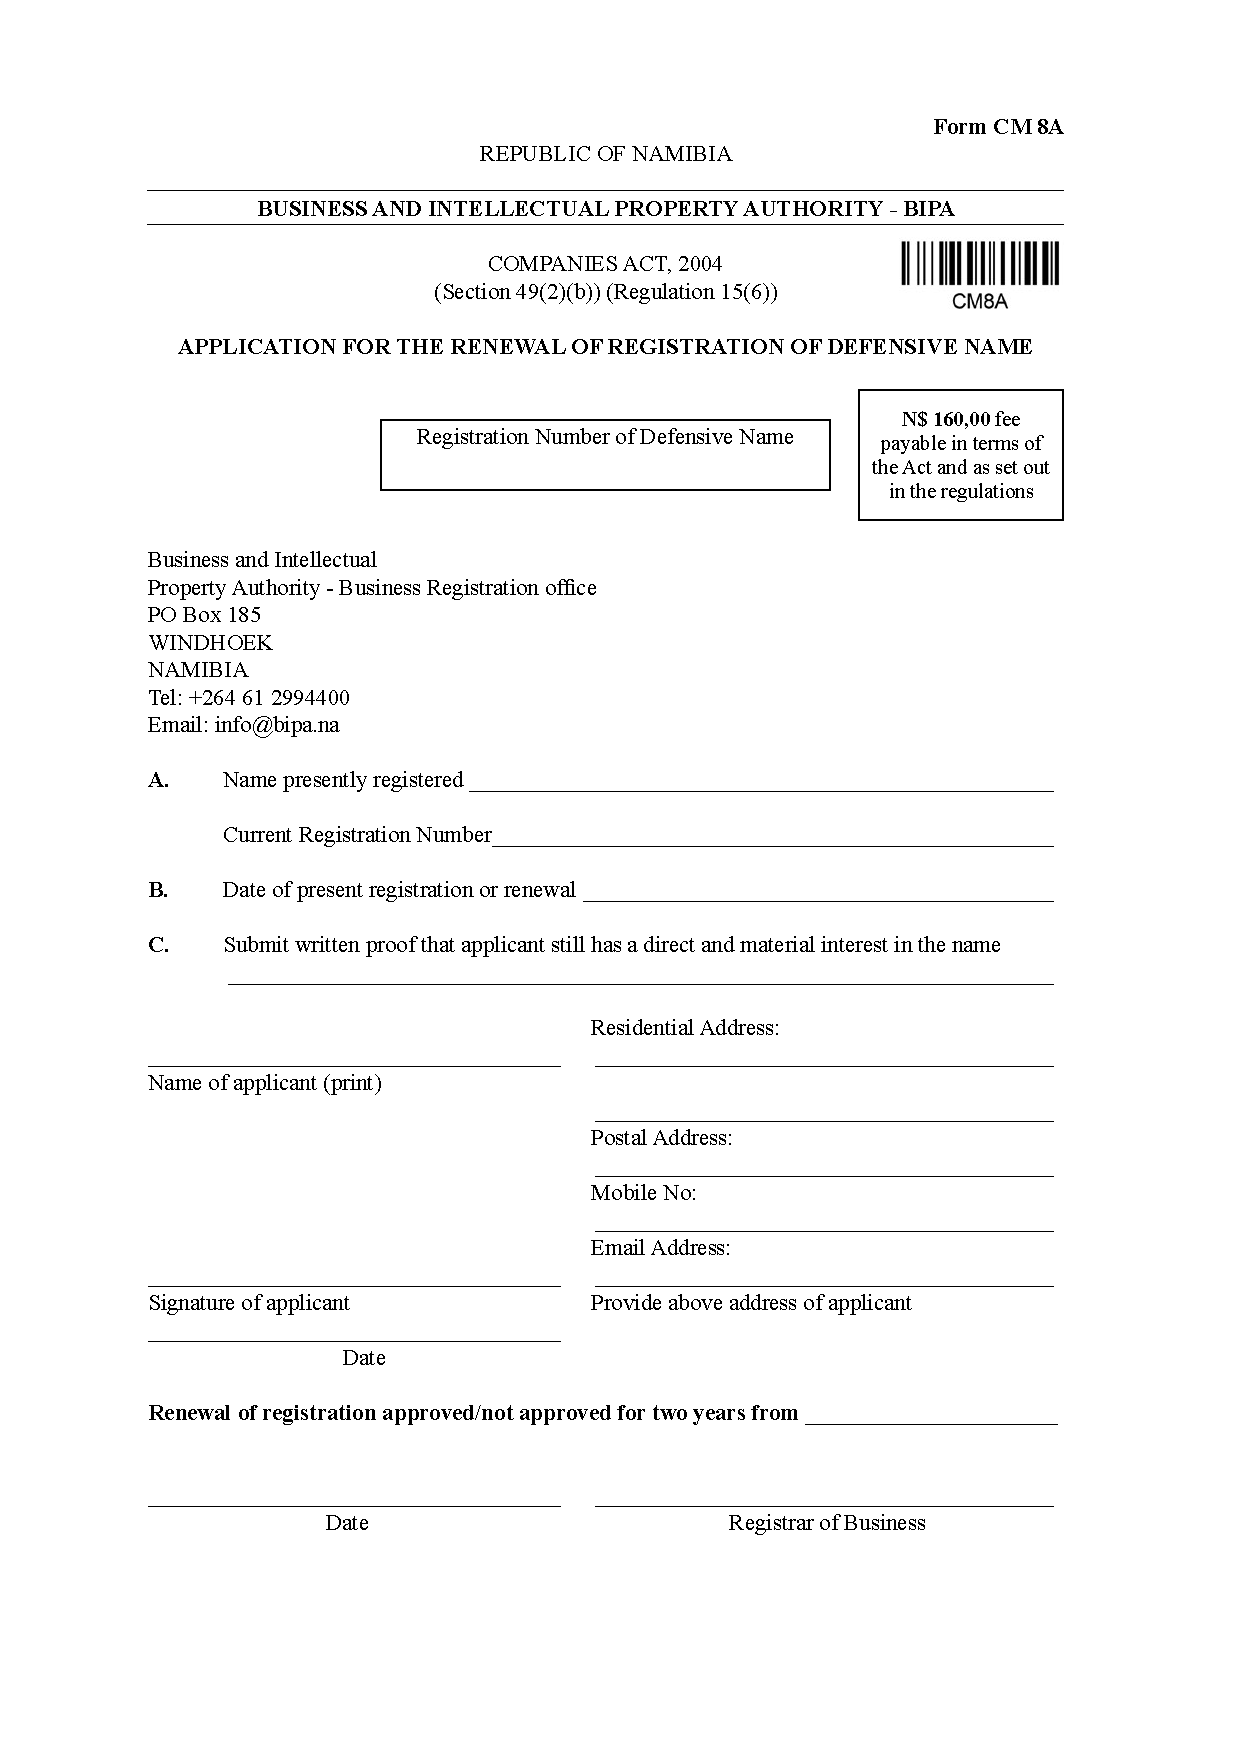 Form CM 8A
REPUBLIC OF NAMIBIA
BUSINESS AND INTELLECTUAL PROPERTY AUTHORITY - BIPA
COMPANIES ACT, 2004
(Section 49(2)(b)) (Regulation 15(6))
CM8A
APPLICATION FOR THE RENEWAL OF REGISTRATION OF DEFENSIVE NAME
Registration Number of Defensive Name
N$ 160,00 fee
payable in terms of
the Act and as set out
in the regulations
Business and Intellectual
Property Authority - Business Registration office
PO Box 185
WINDHOEK
NAMIBIA
Tel: +264 61 2994400
Email: info@bipa.na
A. Name presently registered
Current Registration Number
B. Date of present registration or renewal
C. Submit written proof that applicant still has a direct and material interest in the name
Residential Address:
Name of applicant (print)
Postal Address:
Mobile No:
Email Address:
Signature of applicant
Provide above address of applicant
Date
Renewal of registration approved/not approved for two years from
Date
Registrar of Business